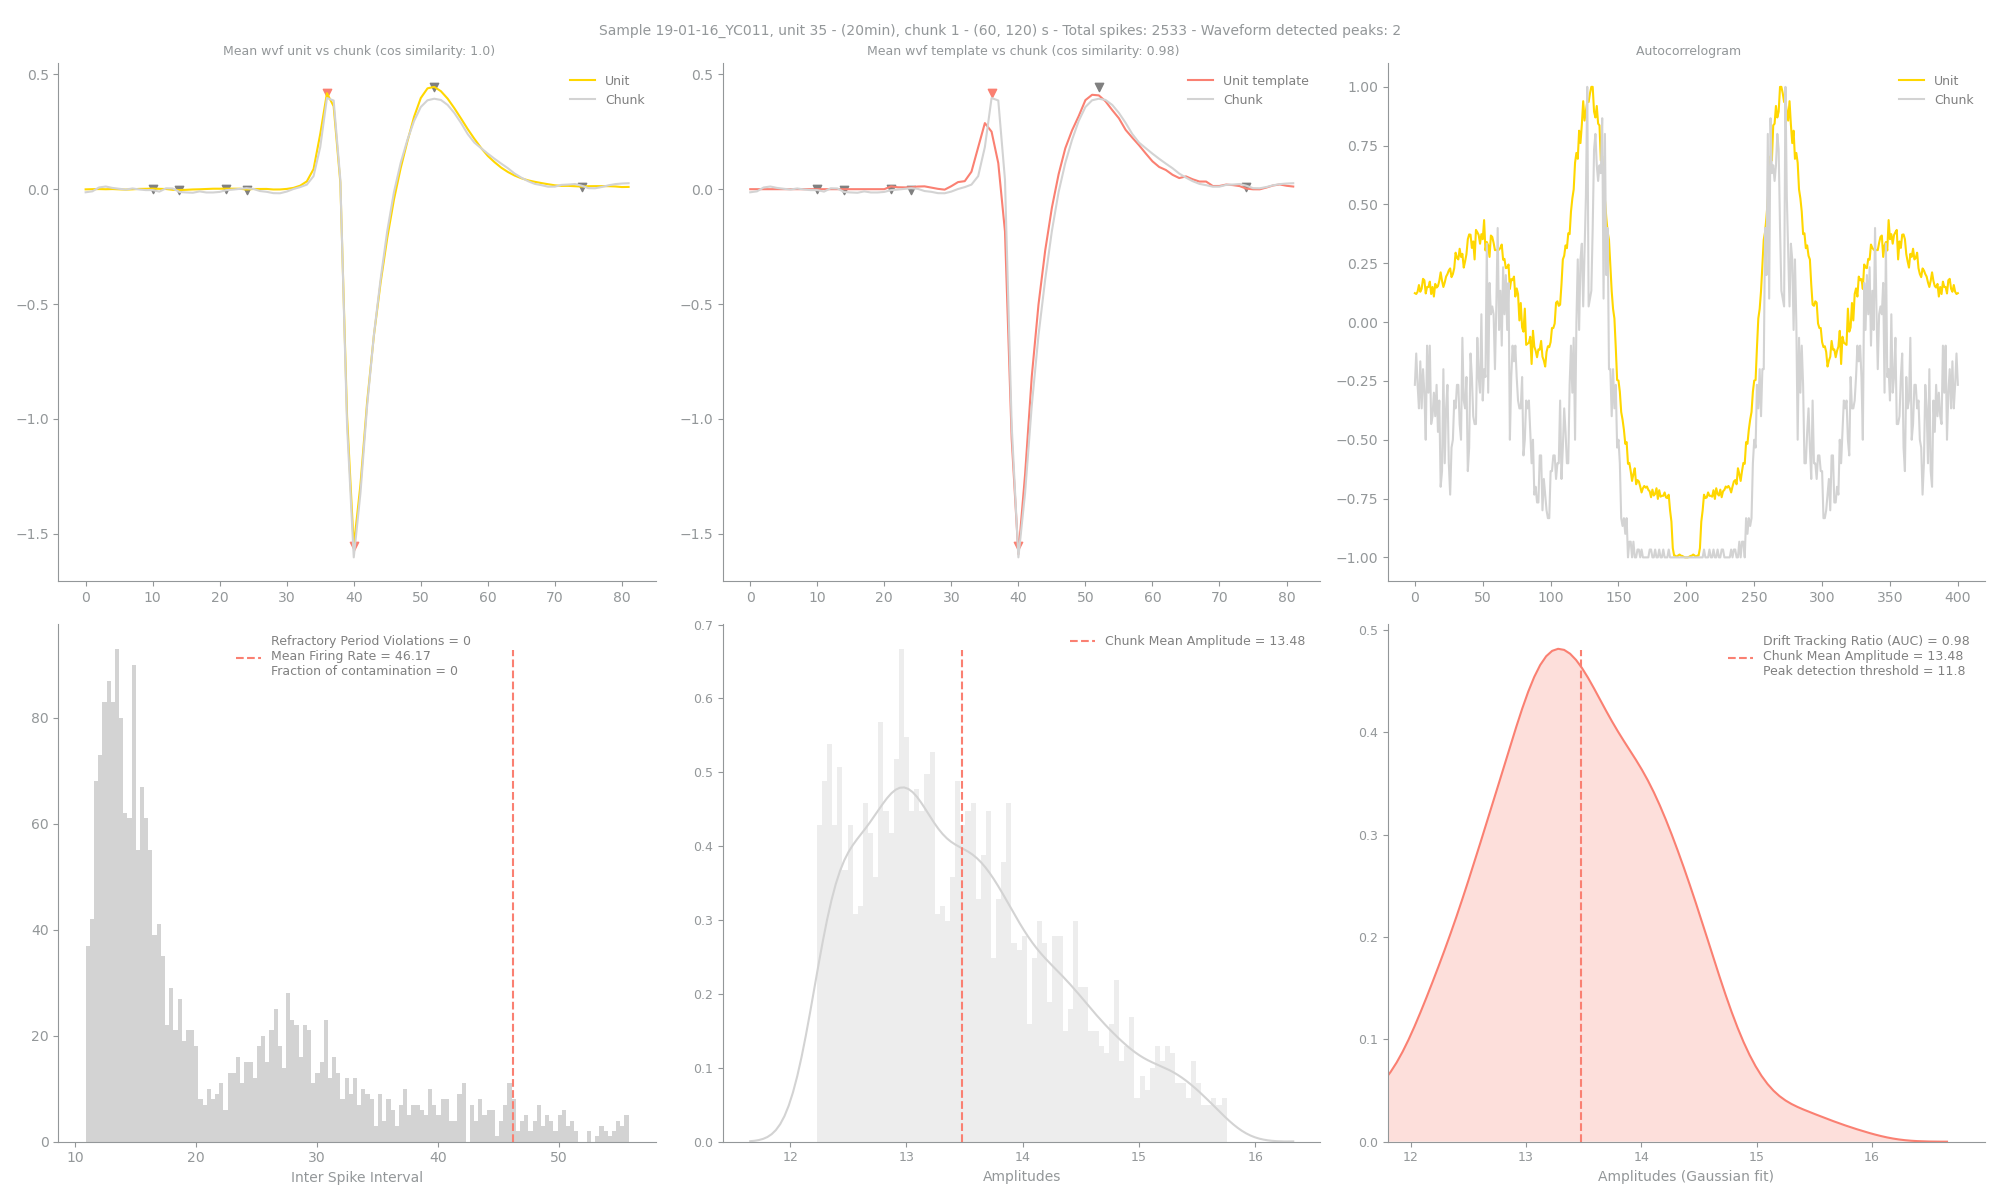 Sample 19-01-16_YC011, unit 35 - (20min), chunk 1 - (60, 120) s - Total spikes: 2533 - Waveform detected peaks: 2
Mean wvf unit vs chunk (cos similarity: 1.0)
0.5
0.0
−0.5
−1.0
−1.5
0 10 20 30 40 50 60 70 80
Unit
Chunk
Mean wvf template vs chunk (cos similarity: 0.98)
0.5
0.0
−0.5
−1.0
−1.5
0 10 20 30 40 50 60 70 80
Unit template
Chunk
Autocorrelogram
1.00
0.75
0.50
0.25
0.00
−0.25
−0.50
−0.75
−1.00
0 50 100 150 200 250 300 350 400
Unit
Chunk
Refractory Period Violations = 0
Mean Firing Rate = 46.17
Fraction of contamination = 0
80
60
40
20
0
10 20 30 40 50
Inter Spike Interval
Chunk Mean Amplitude = 13.48
0.7
0.6
0.5
0.4
0.3
0.2
0.1
0.0
12 13 14 15 16
Amplitudes
Drift Tracking Ratio (AUC) = 0.98
Chunk Mean Amplitude = 13.48
Peak detection threshold = 11.8
0.5
0.4
0.3
0.2
0.1
0.0
12 13 14 15 16
Amplitudes (Gaussian fit)